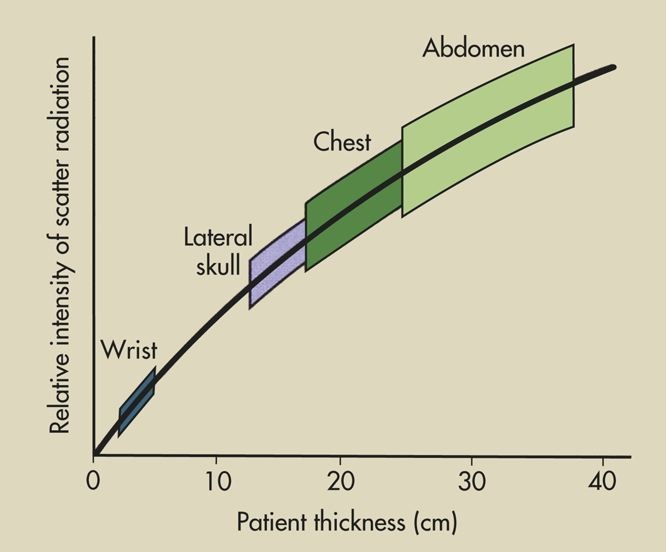 Abdomen
Chest
Lateral
skull
Wrist
Relative intensity of scatter radiation
0 10 20 30 40
Patient thickness (cm)